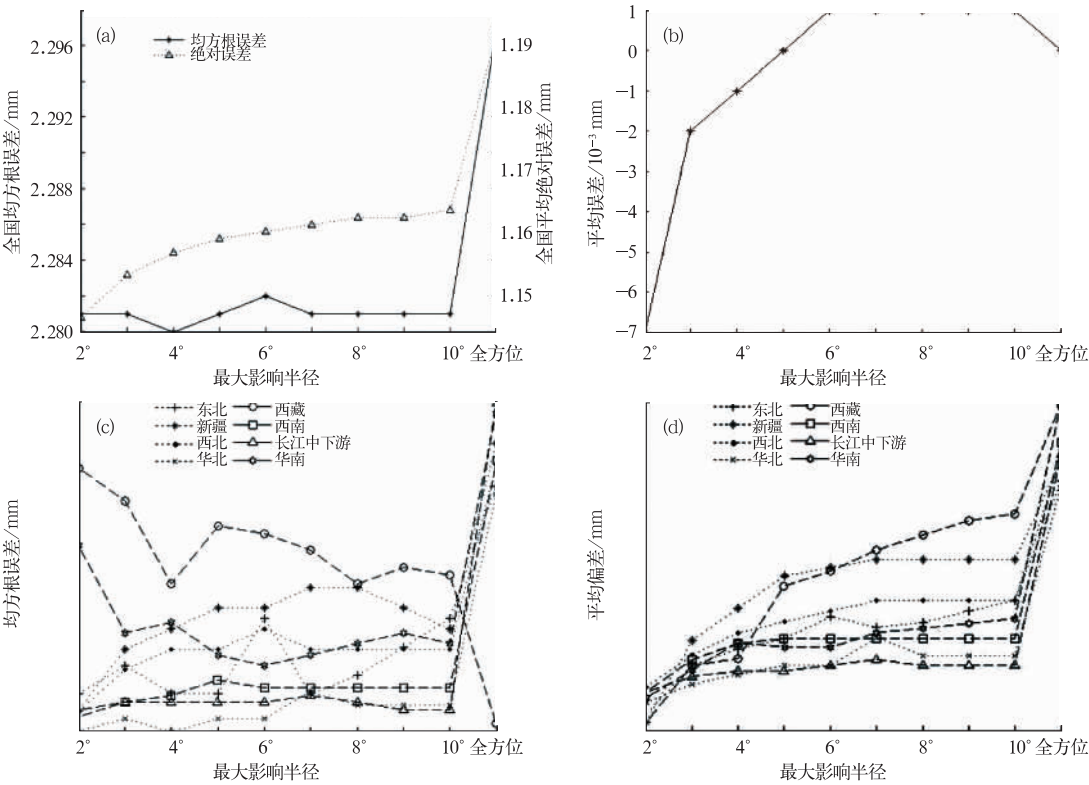 (a)
均方根误差
绝对误差
2.296
2.292
2.288
2.284
2.280
全国均方根误差/mm
1.19
1.18
1.17
1.16
1.15
全国平均绝对误差/mm
2° 4° 6° 8° 10° 全方位
最大影响半径
(b)
1
0
−1
−2
−3
−4
−5
−6
−7
平均误差/10⁻³ mm
2° 4° 6° 8° 10° 全方位
最大影响半径
(c)
东北 西藏
新疆 西南
西北 长江中下游
华北 华南
均方根误差/mm
2° 4° 6° 8° 10° 全方位
最大影响半径
(d)
东北 西藏
新疆 西南
西北 长江中下游
华北 华南
平均偏差/mm
2° 4° 6° 8° 10° 全方位
最大影响半径